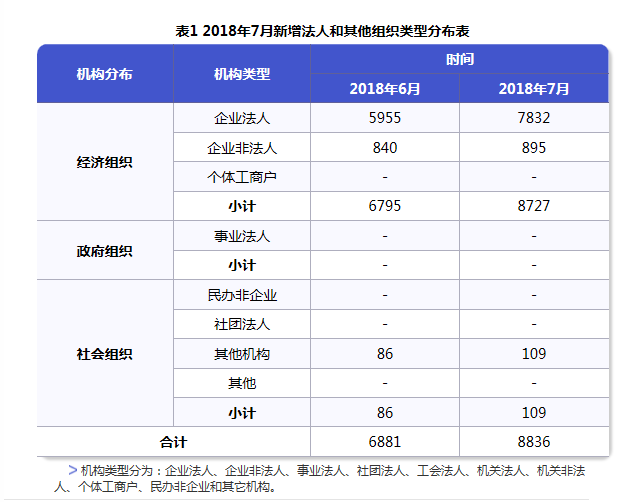 表1 2018年7月新增法人和其他组织类型分布表
机构分布 机构类型 时间
2018年6月 2018年7月
经济组织 企业法人 5955 7832
企业非法人 840 895
个体工商户 - -
小计 6795 8727
政府组织 事业法人 - -
小计 - -
社会组织 民办非企业 - -
社团法人 - -
其他机构 86 109
其他 - -
小计 86 109
合计 6881 8836
> 机构类型分为：企业法人、企业非法人、事业法人、社团法人、工会法人、机关法人、机关非法
人、个体工商户、民办非企业和其它机构。